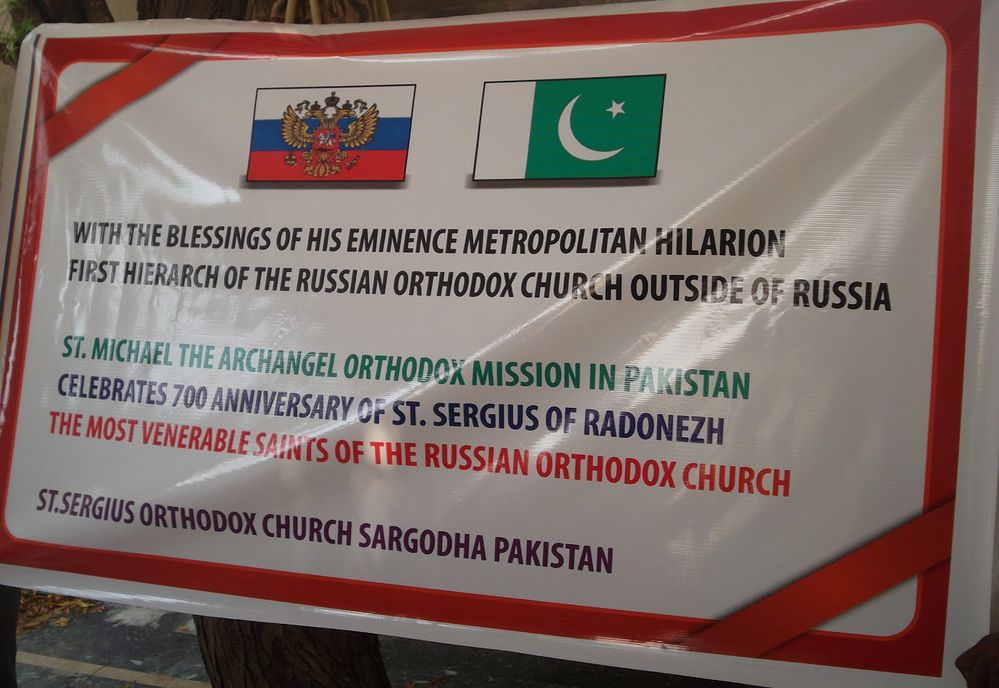 WITH THE BLESSINGS OF HIS EMINENCE METROPOLITAN HILARION
FIRST HIERARCH OF THE RUSSIAN ORTHODOX CHURCH OUTSIDE OF RUSSIA
ST. MICHAEL THE ARCHANGEL ORTHODOX MISSION IN PAKISTAN
CELEBRATES 700 ANNIVERSARY OF ST. SERGIUS OF RADONEZH
THE MOST VENERABLE SAINTS OF THE RUSSIAN ORTHODOX CHURCH
ST.SERGIUS ORTHODOX CHURCH SARGODHA PAKISTAN